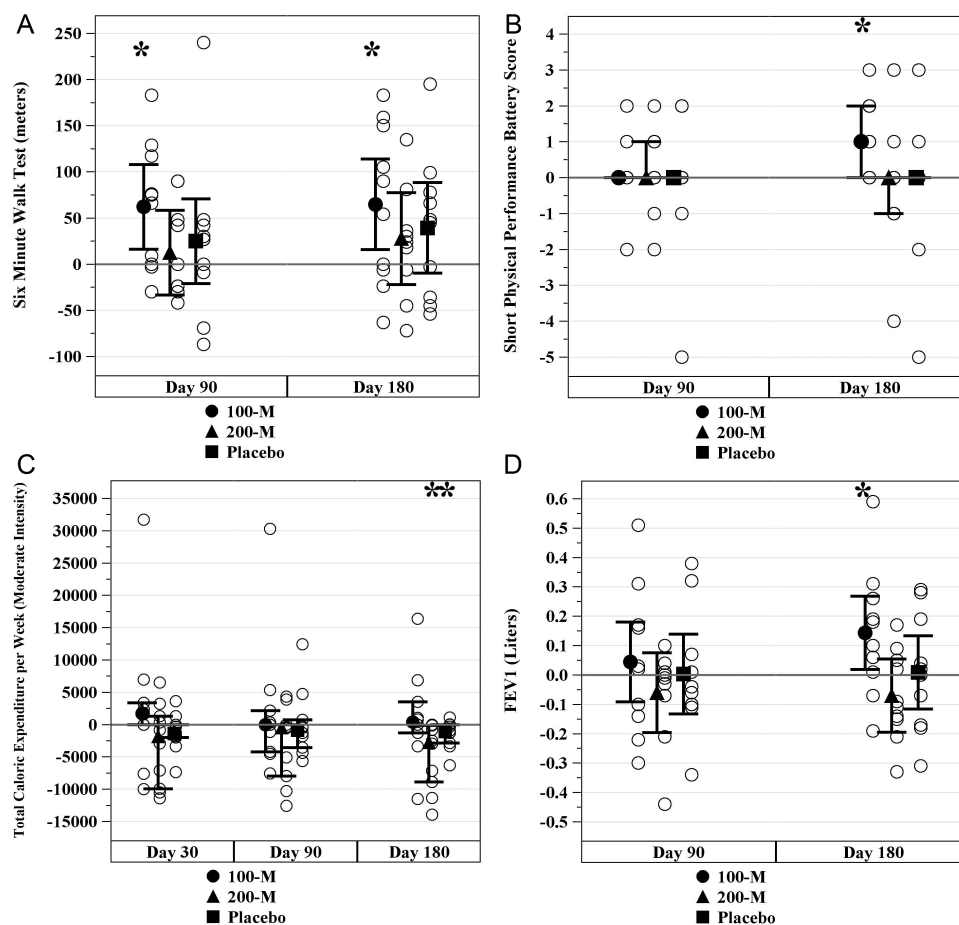 A
Six Minute Walk Test (meters)
250
200
150
100
50
0
-50
-100
*
*
Day 90
Day 180
100-M
200-M
Placebo
B
Short Physical Performance Battery Score
4
3
2
1
0
-1
-2
-3
-4
-5
*
Day 90
Day 180
100-M
200-M
Placebo
C
Total Caloric Expenditure per Week (Moderate Intensity)
35000
30000
25000
20000
15000
10000
5000
0
-5000
-10000
-15000
**
Day 30
Day 90
Day 180
100-M
200-M
Placebo
D
FEV1 (Liters)
0.6
0.5
0.4
0.3
0.2
0.1
0.0
-0.1
-0.2
-0.3
-0.4
-0.5
*
Day 90
Day 180
100-M
200-M
Placebo